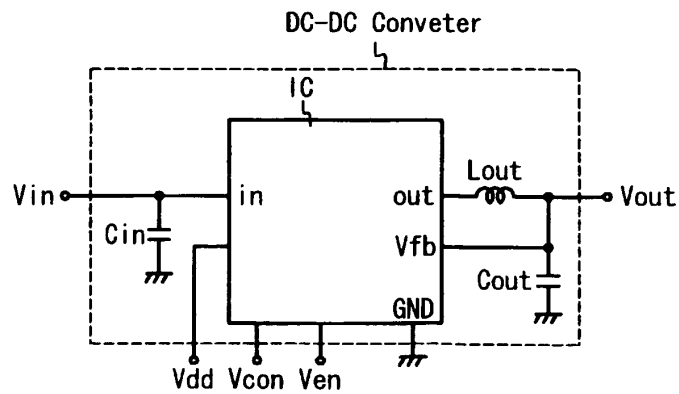 DC-DC Conveter
IC
Vin
in
out
Lout
Vout
Cin
Vfb
Cout
GND
Vdd Vcon Ven